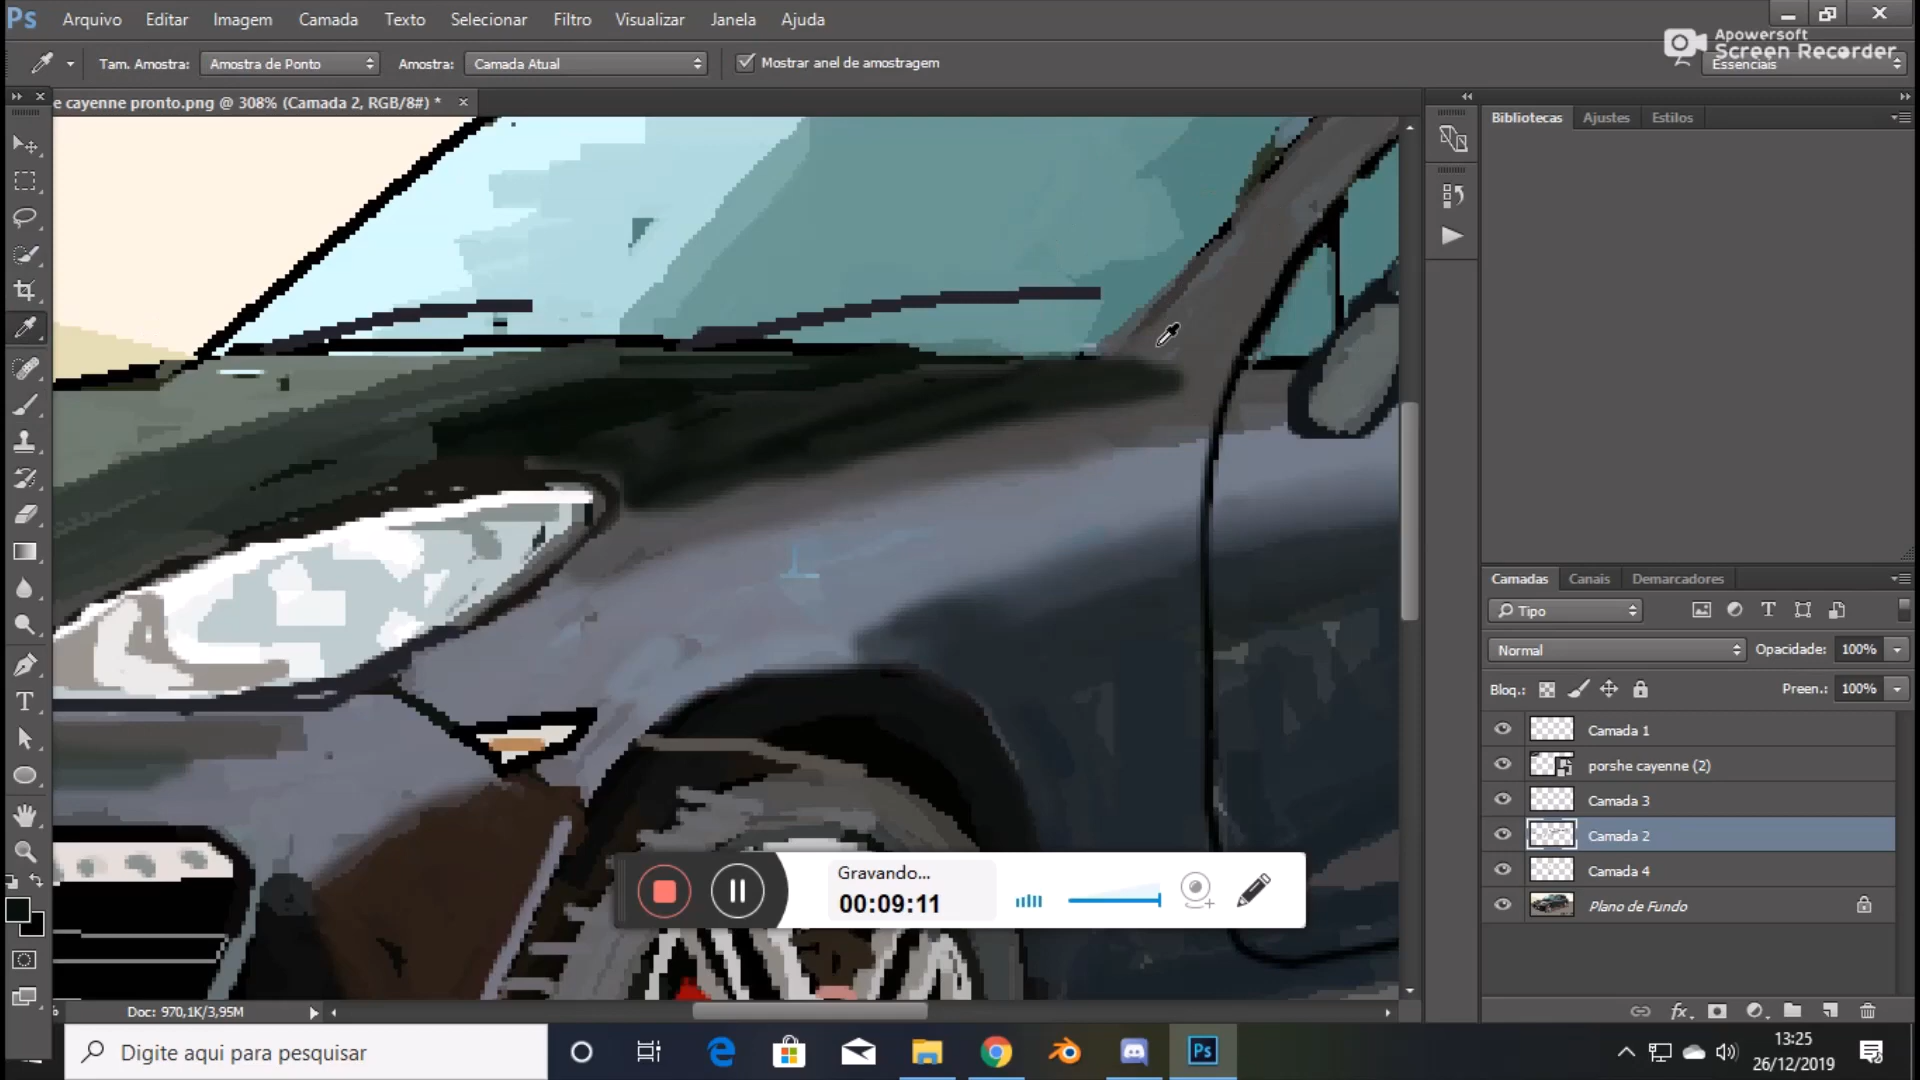 Ps Arquivo Editar Imagem Camada Texto Selecionar Filtro Visualizar Janela Ajuda
Apowersoft
Screen Recorder
Tam. Amostra: Amostra de Ponto Amostra: Camada Atual Mostrar anel de amostragem Essenciais
e cayenne pronto.png @ 308% (Camada 2, RGB/8#) * ×
Bibliotecas Ajustes Estilos
Camadas Canais Demarcadores
Tipo
Normal Opacidade: 100%
Bloq.: Preen.: 100%
Camada 1
porshe cayenne (2)
Camada 3
Camada 2
Camada 4
Plano de Fundo
Gravando...
00:09:11
Doc: 970,1K/3,95M
fx
Digite aqui para pesquisar
Ps
13:25
26/12/2019